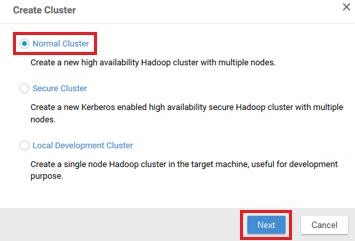 Create Cluster
Normal Cluster
Create a new high availability Hadoop cluster with multiple nodes.
Secure Cluster
Create a new Kerberos enabled high availability secure Hadoop cluster with multiple
nodes.
Local Development Cluster
Create a single node Hadoop cluster in the target machine, useful for development
purpose.
Next
Cancel